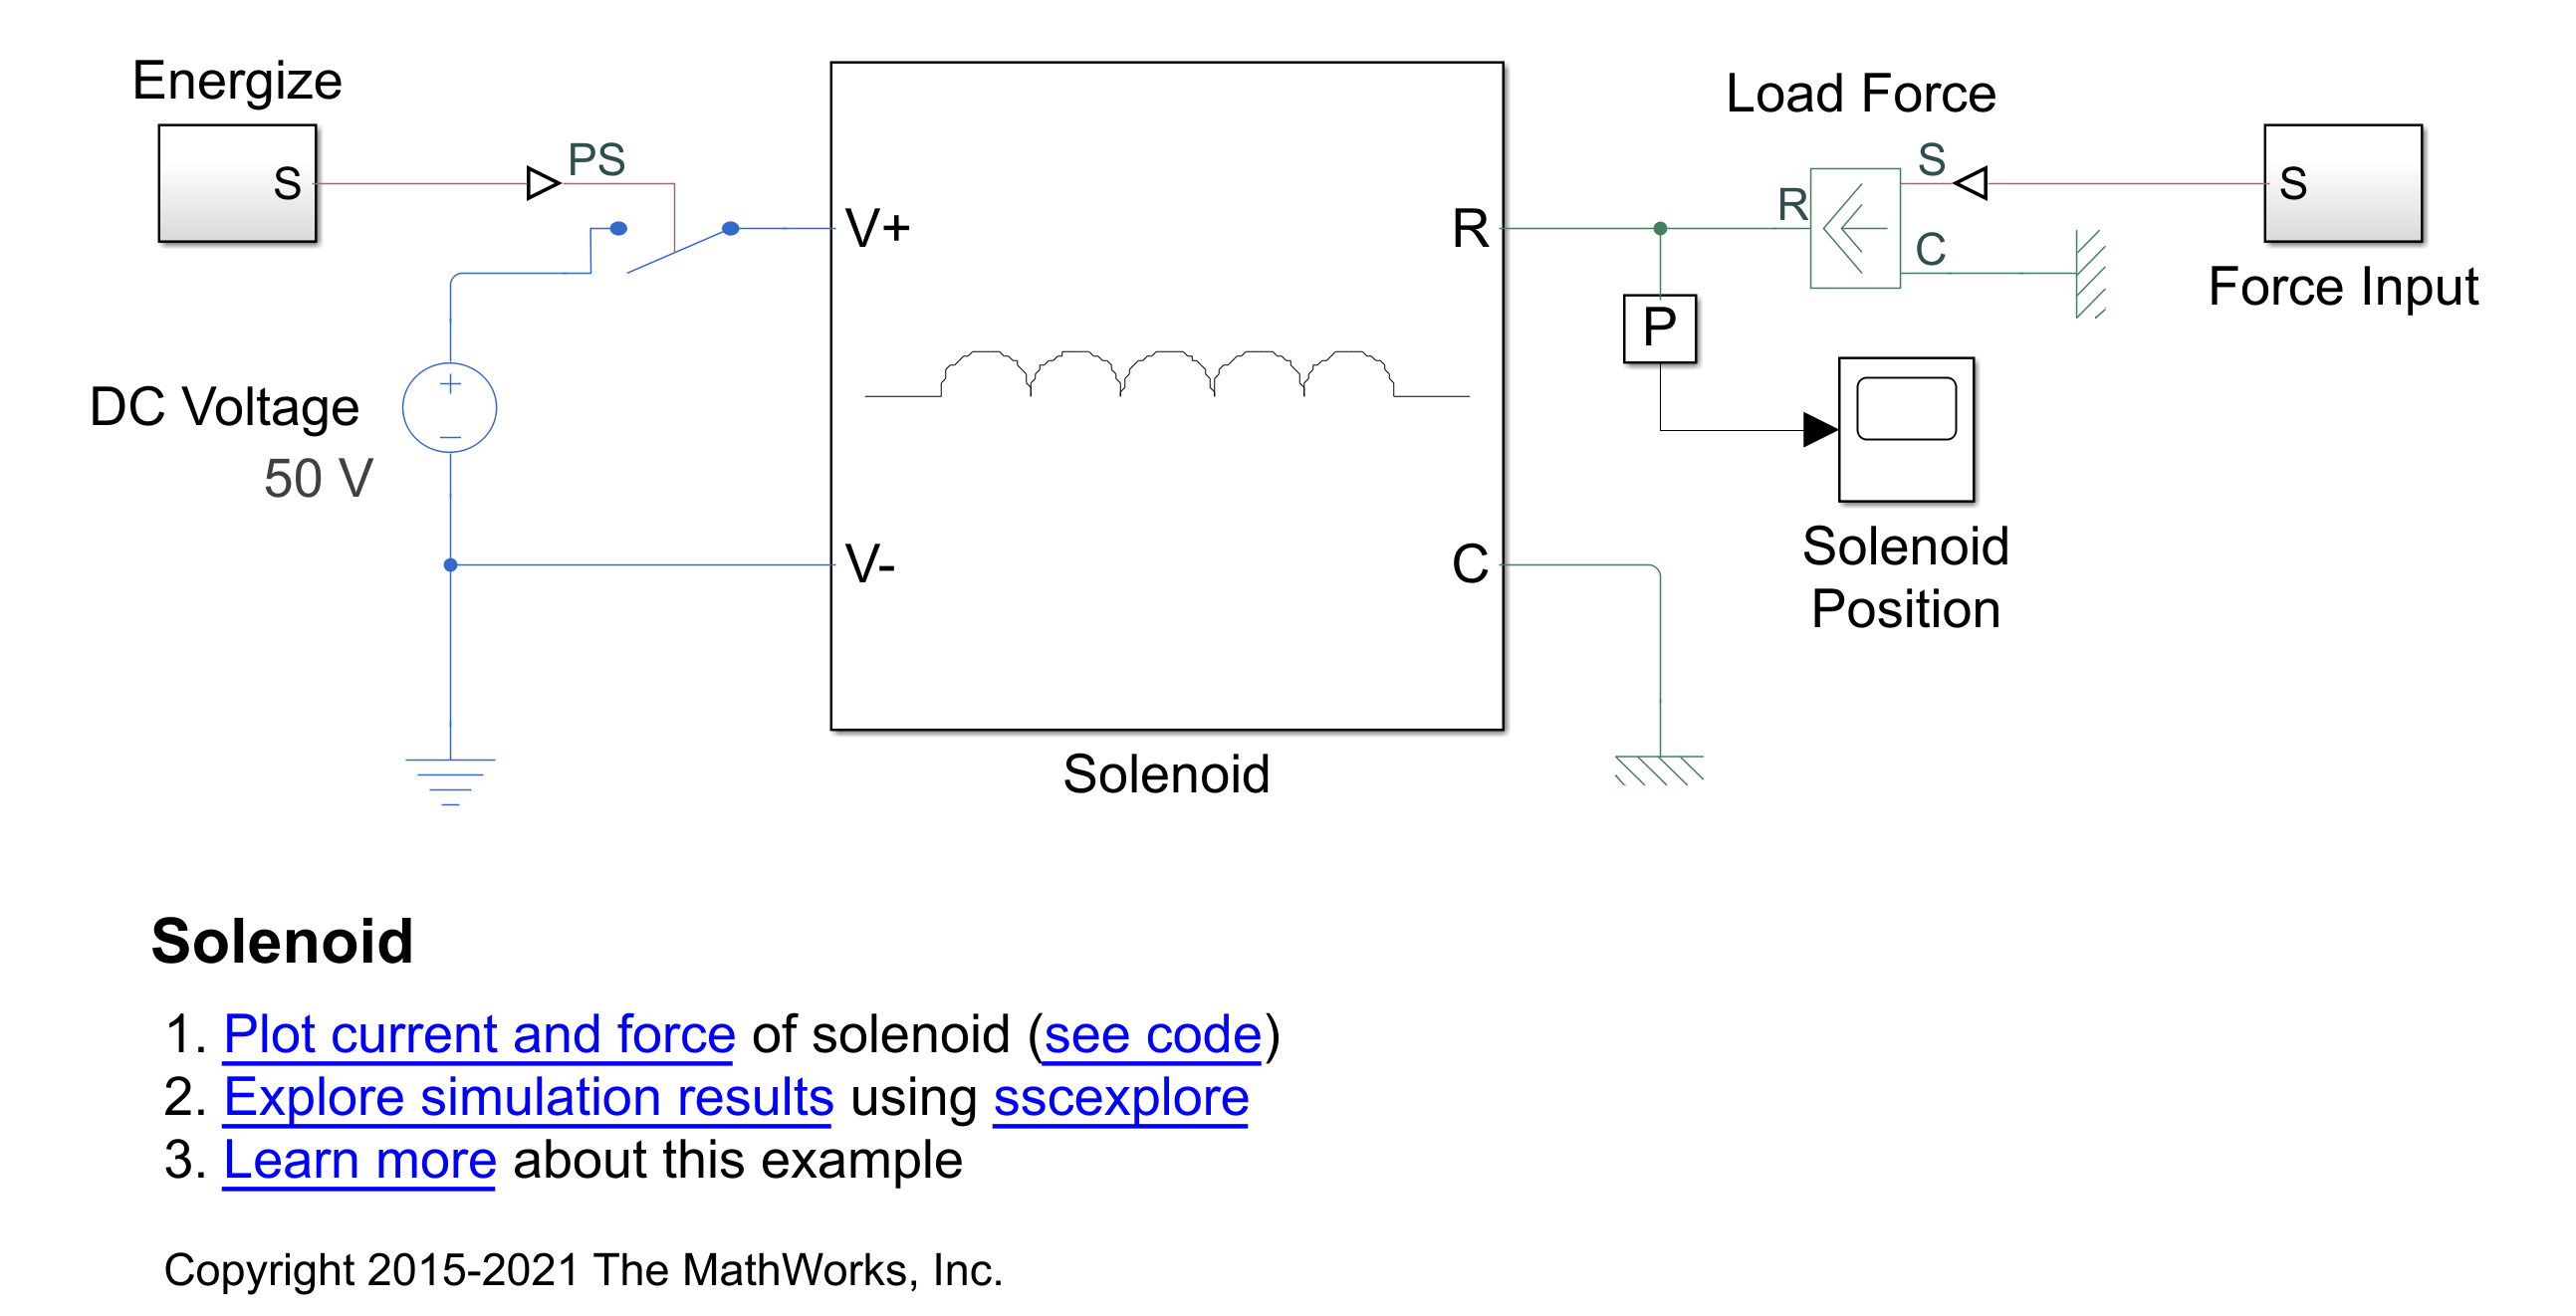 Energize
S
PS
DC Voltage
50 V
V+
V-
R
C
Solenoid
Load Force
R
S
C
P
Solenoid
Position
S
Force Input
Solenoid
1. Plot current and force of solenoid (see code)
2. Explore simulation results using sscexplore
3. Learn more about this example
Copyright 2015-2021 The MathWorks, Inc.